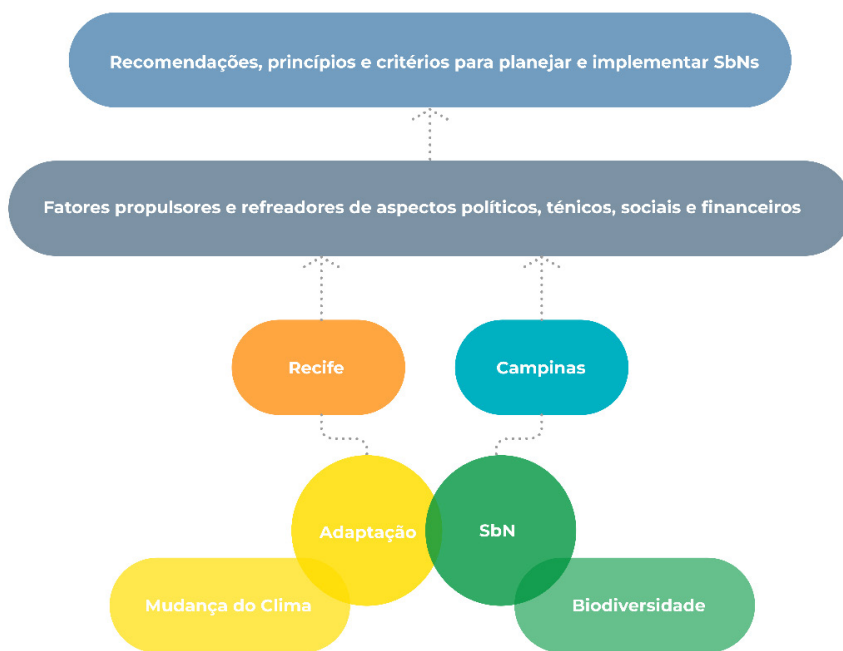 Recomendações, princípios e critérios para planejar e implementar SbNs
Fatores propulsores e refreadores de aspectos políticos, ténicos, sociais e financeiros
Recife
Campinas
Adaptação
SbN
Mudança do Clima
Biodiversidade